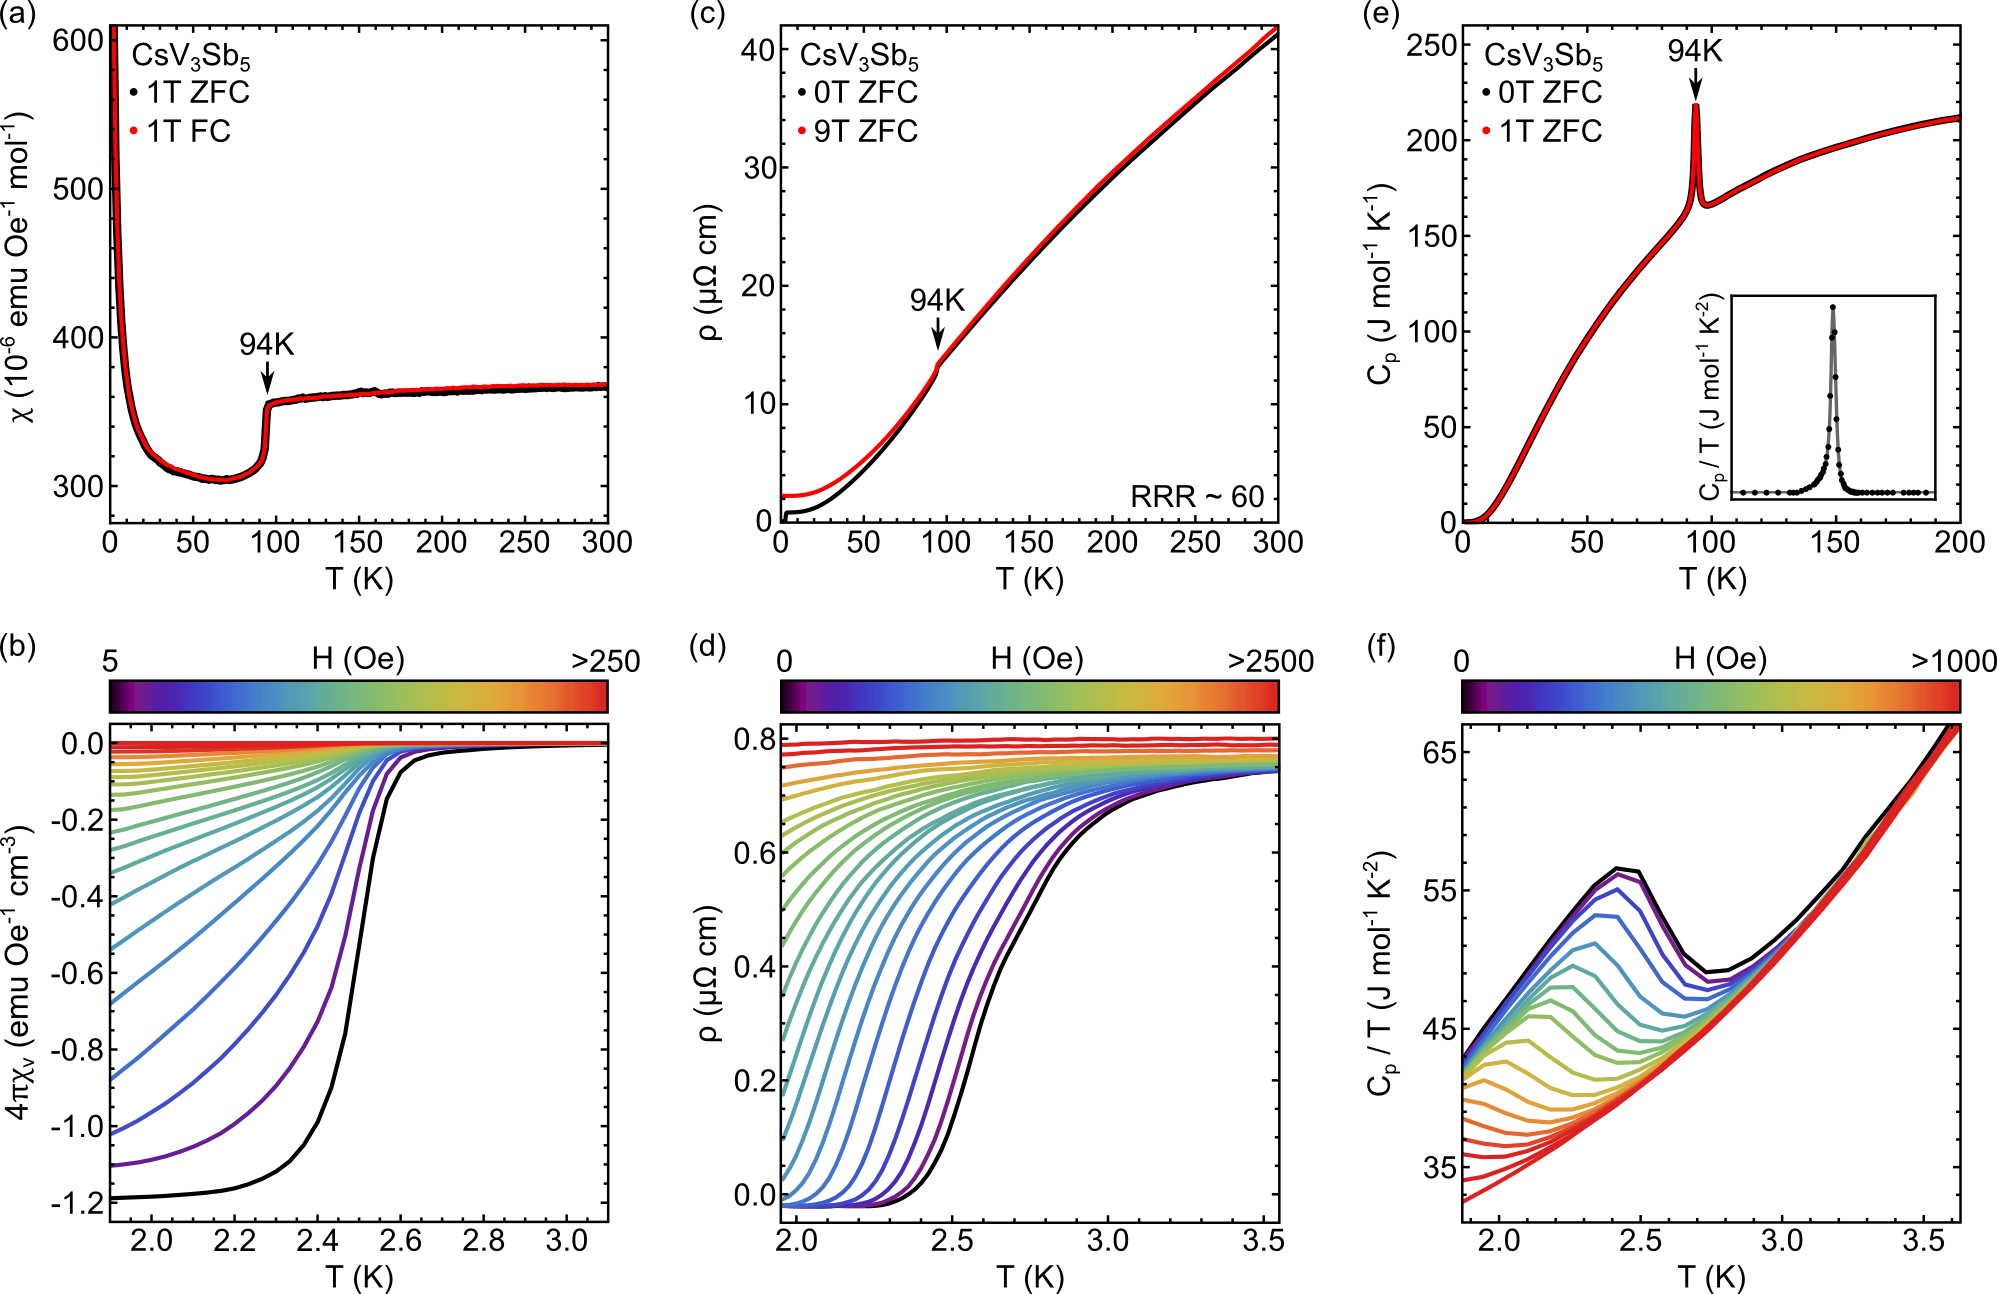 (a)
600
500
400
300
χ (10⁻⁶ emu Oe⁻¹ mol⁻¹)
CsV₃Sb₅
1T ZFC
1T FC
94K
0 50 100 150 200 250 300
T (K)
(c)
40
30
20
10
0
ρ (μΩ cm)
CsV₃Sb₅
0T ZFC
9T ZFC
94K
RRR ~ 60
0 50 100 150 200 250 300
T (K)
(e)
250
200
150
100
50
0
Cₚ (J mol⁻¹ K⁻¹)
CsV₃Sb₅
0T ZFC
1T ZFC
94K
Cₚ / T (J mol⁻¹ K⁻²)
0 50 100 150 200
T (K)
(b)
5 H (Oe) >250
0.0
-0.2
-0.4
-0.6
-0.8
-1.0
-1.2
4πχᵥ (emu Oe⁻¹ cm⁻³)
2.0 2.2 2.4 2.6 2.8 3.0
T (K)
(d)
0 H (Oe) >2500
0.8
0.6
0.4
0.2
0.0
ρ (μΩ cm)
2.0 2.5 3.0 3.5
T (K)
(f)
0 H (Oe) >1000
65
55
45
35
Cₚ / T (J mol⁻¹ K⁻²)
2.0 2.5 3.0 3.5
T (K)